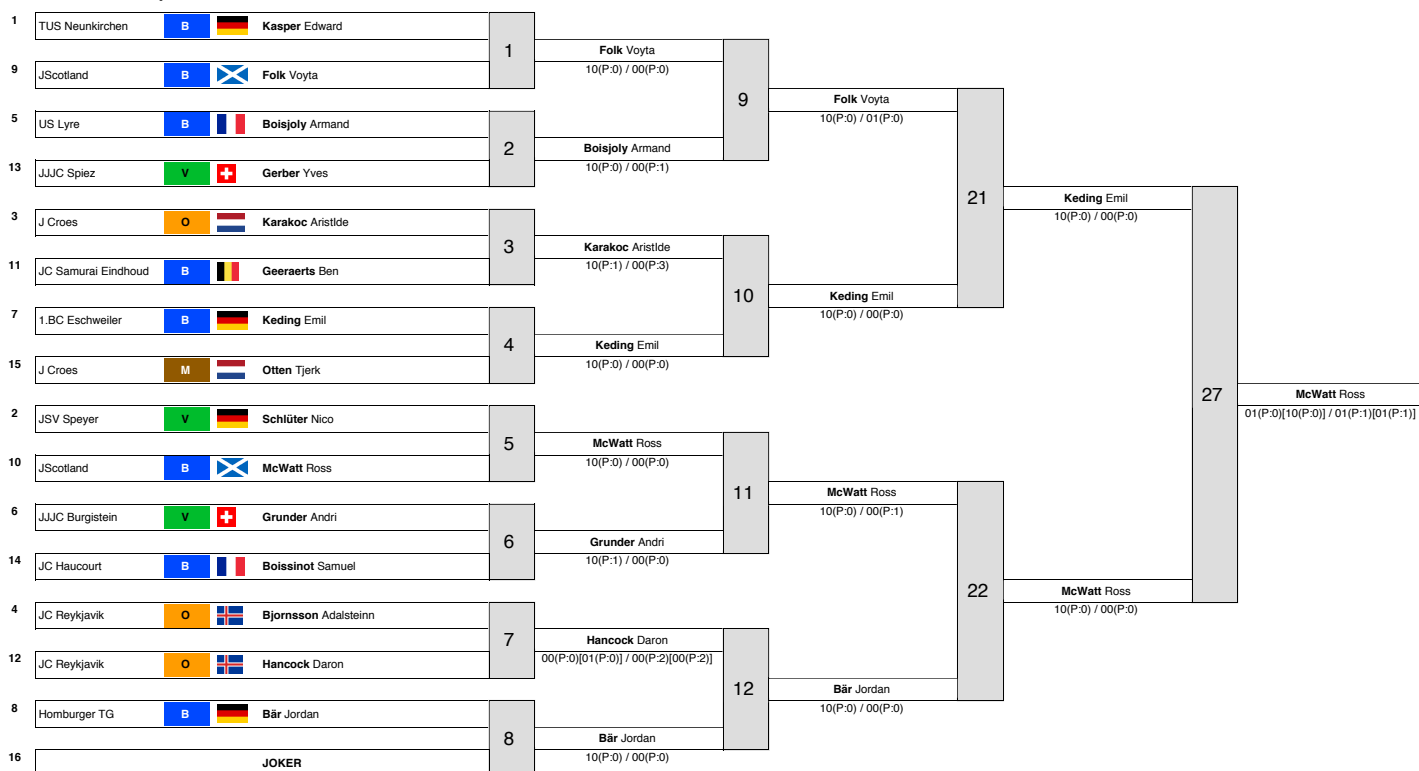 1 TUS Neunkirchen B Kasper Edward
9 JScotland B Folk Voyta
1
5 US Lyre B Boisjoly Armand
13 JJJC Spiez V Gerber Yves
2
3 J Croes O Karakoc Aristlde
11 JC Samurai Eindhoud B Geeraerts Ben
3
7 1.BC Eschweiler B Keding Emil
15 J Croes M Otten Tjerk
4
2 JSV Speyer V Schlüter Nico
10 JScotland B McWatt Ross
5
6 JJJC Burgistein V Grunder Andri
14 JC Haucourt B Boissinot Samuel
6
4 JC Reykjavik O Bjornsson Adalsteinn
12 JC Reykjavik O Hancock Daron
7
8 Homburger TG B Bär Jordan
16 JOKER
8
Folk Voyta
10(P:0) / 00(P:0)
Boisjoly Armand
10(P:0) / 00(P:1)
9
Karakoc Aristlde
10(P:1) / 00(P:3)
Keding Emil
10(P:0) / 00(P:0)
10
McWatt Ross
10(P:0) / 00(P:0)
Grunder Andri
10(P:1) / 00(P:0)
11
Hancock Daron
00(P:0)[01(P:0)] / 00(P:2)[00(P:2)]
Bär Jordan
10(P:0) / 00(P:0)
12
Folk Voyta
10(P:0) / 01(P:0)
Keding Emil
10(P:0) / 00(P:0)
21
McWatt Ross
10(P:0) / 00(P:1)
Bär Jordan
10(P:0) / 00(P:0)
22
Keding Emil
10(P:0) / 00(P:0)
McWatt Ross
10(P:0) / 00(P:0)
27
McWatt Ross
01(P:0)[10(P:0)] / 01(P:1)[01(P:1)]